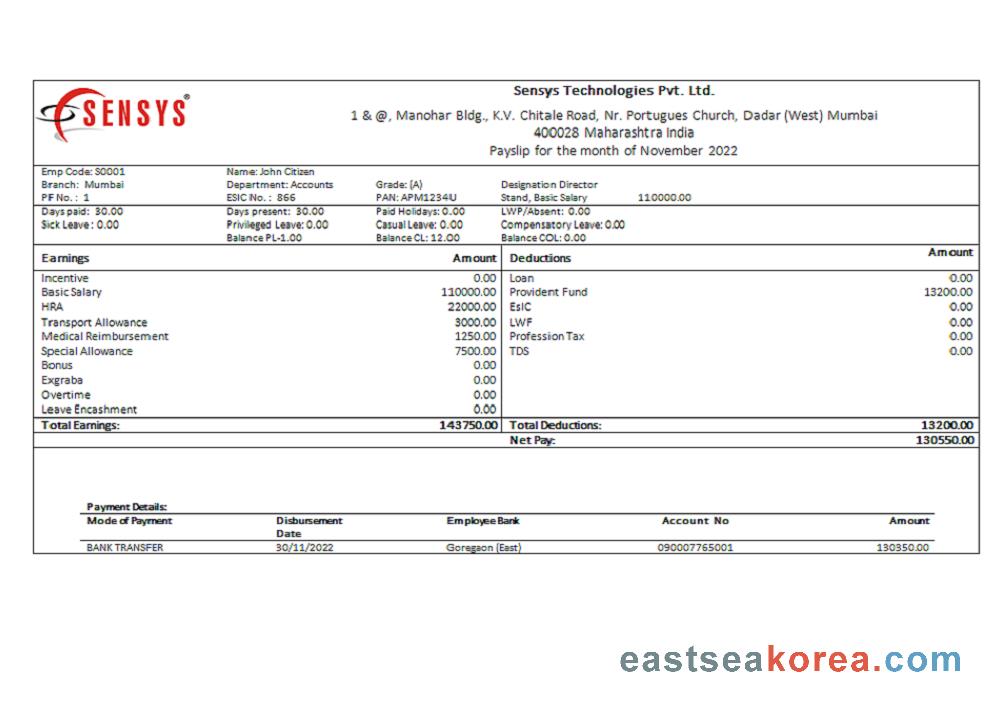 SENSYS®
Sensys Technologies Pvt. Ltd.
1 & @, Manohar Bldg., K.V. Chitale Road, Nr. Portugues Church, Dadar (West) Mumbai
400028 Maharashtra India
Payslip for the month of November 2022
Emp Code: S0001 Name: John Citizen
Branch: Mumbai Department: Accounts Grade: (A) Designation Director
PF No. : 1 ESIC No. : 866 PAN: APM1234U Stand, Basic Salary 110000.00
Days paid: 30.00 Days present: 30.00 Paid Holidays: 0.00 LWP/Absent: 0.00
Sick Leave : 0.00 Privileged Leave: 0.00 Casual Leave: 0.00 Compensatory Leave: 0.00
Balance PL-1.00 Balance CL: 12.00 Balance COL: 0.00
Earnings Amount Deductions Amount
Incentive 0.00 Loan 0.00
Basic Salary 110000.00 Provident Fund 13200.00
HRA 22000.00 EsIC 0.00
Transport Allowance 3000.00 LWF 0.00
Medical Reimbursement 1250.00 Profession Tax 0.00
Special Allowance 7500.00 TDS 0.00
Bonus 0.00
Exgraba 0.00
Overtime 0.00
Leave Encashment 0.00
Total Earnings: 143750.00 Total Deductions: 13200.00
Net Pay: 130550.00
Payment Details:
Mode of Payment Disbursement Employee Bank Account No Amount
Date
BANK TRANSFER 30/11/2022 Goregaon (East) 090007765001 130350.00
eastseakorea.com